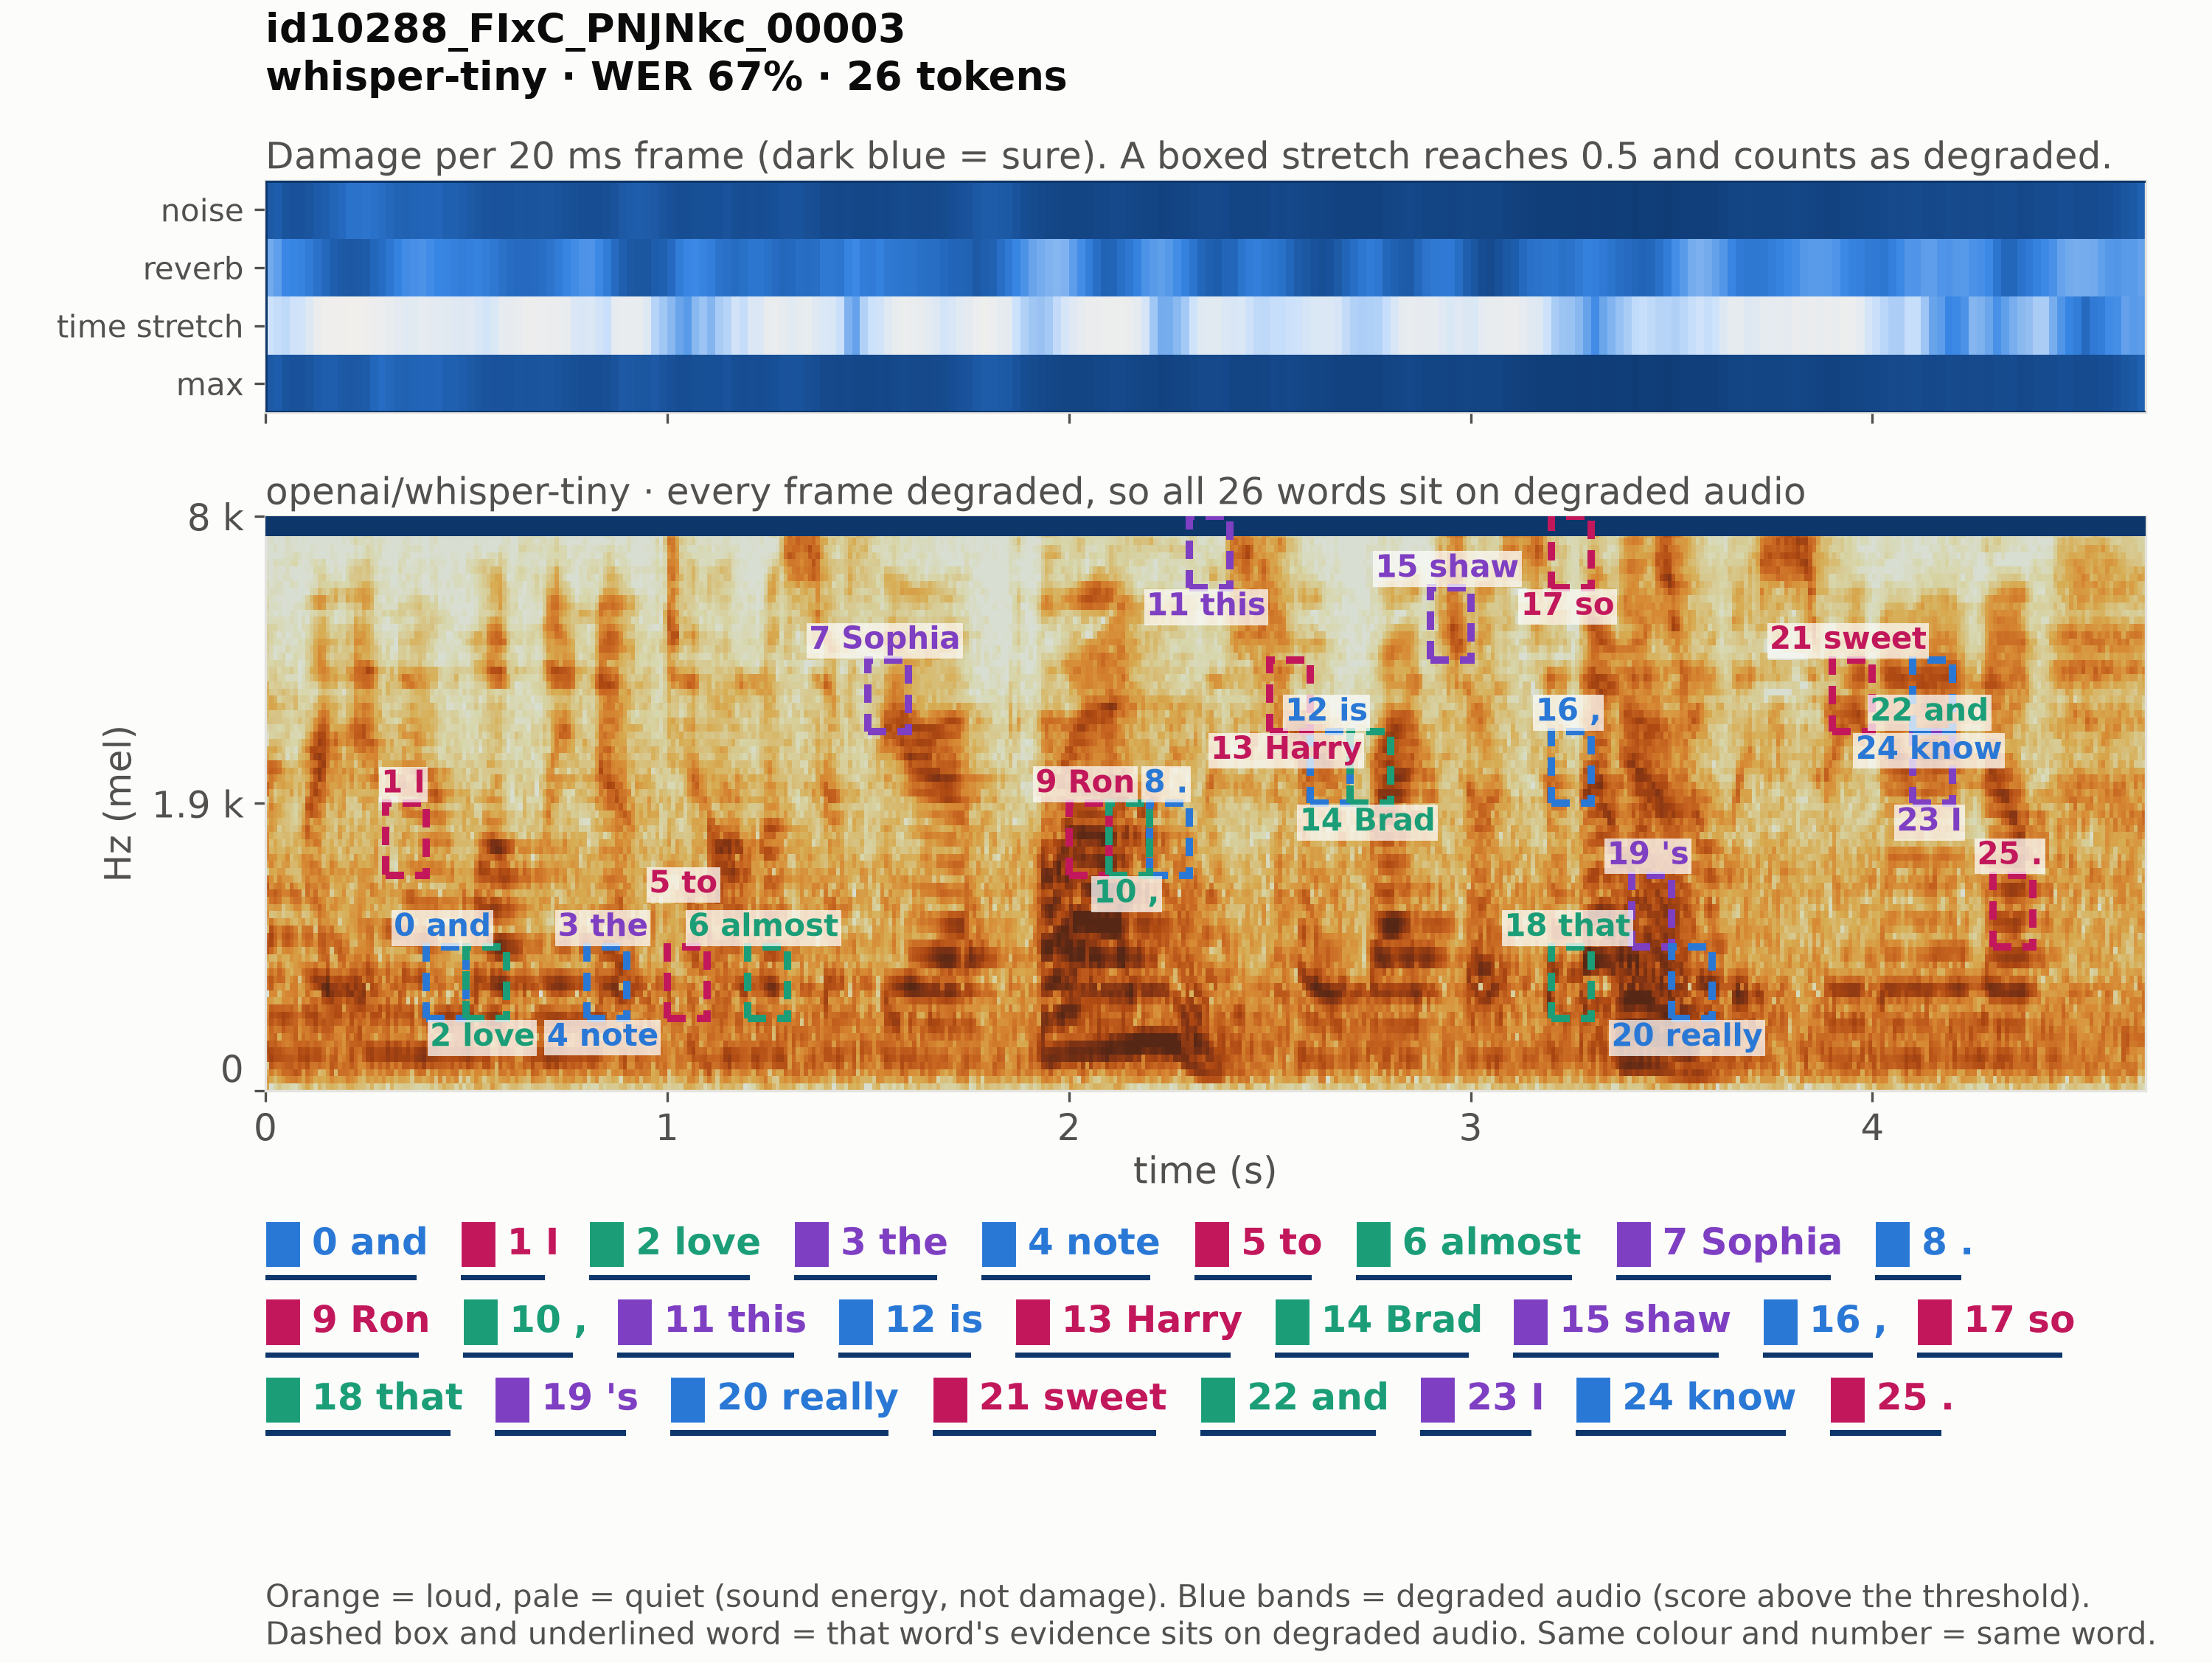 id10288_FIxC_PNJNkc_00003
whisper-tiny · WER 67% · 26 tokens
Damage per 20 ms frame (dark blue = sure). A boxed stretch reaches 0.5 and counts as degraded.
noise
reverb
time stretch
max
openai/whisper-tiny · every frame degraded, so all 26 words sit on degraded audio
8 k
1.9 k
0
Hz (mel)
11 this
15 shaw
17 so
7 Sophia
21 sweet
12 is
16 ,
22 and
13 Harry
24 know
1 I
9 Ron
8 .
14 Brad
23 I
19 's
25 .
5 to
10 ,
0 and
3 the
6 almost
18 that
2 love
4 note
20 really
0 1 2 3 4
time (s)
0 and 1 I 2 love 3 the 4 note 5 to 6 almost 7 Sophia 8 .
9 Ron 10 , 11 this 12 is 13 Harry 14 Brad 15 shaw 16 , 17 so
18 that 19 's 20 really 21 sweet 22 and 23 I 24 know 25 .
Orange = loud, pale = quiet (sound energy, not damage). Blue bands = degraded audio (score above the threshold).
Dashed box and underlined word = that word's evidence sits on degraded audio. Same colour and number = same word.